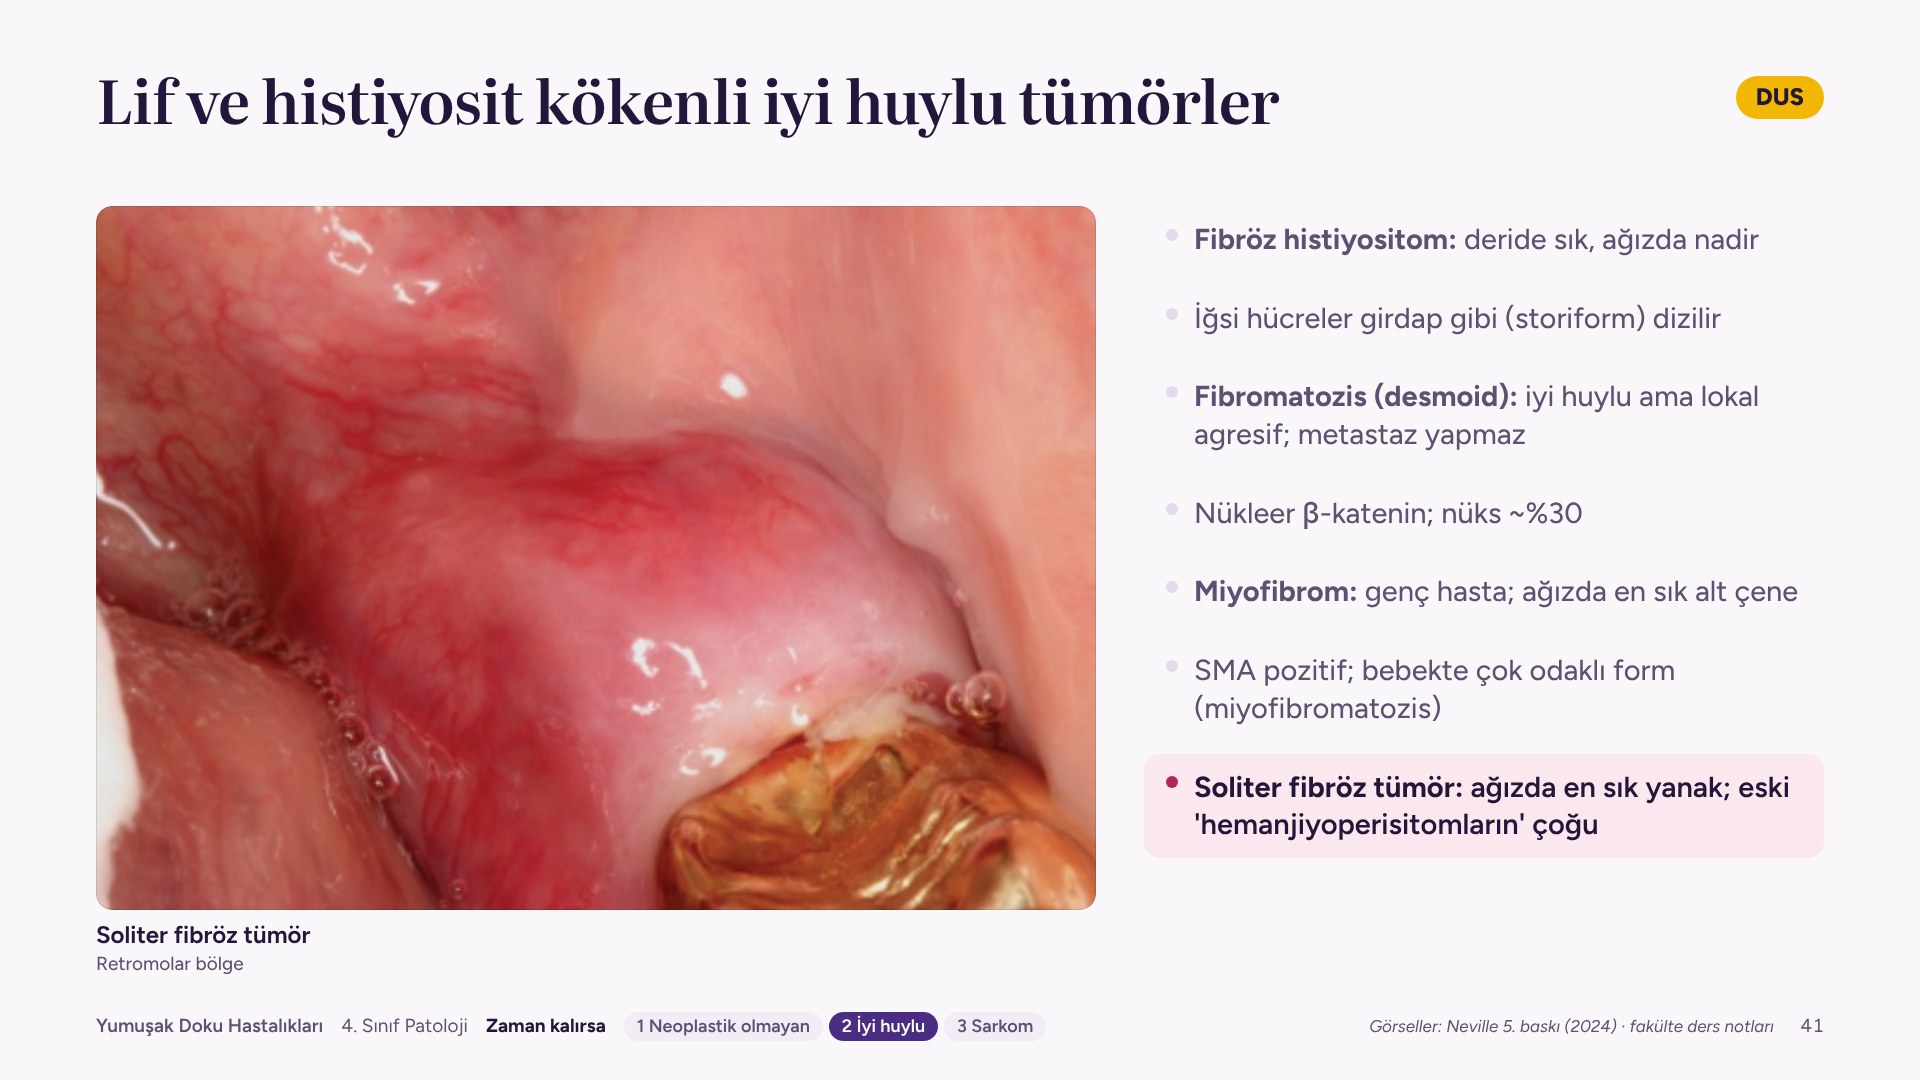 Lif ve histiyosit kökenli iyi huylu tümörler
DUS
Fibröz histiyositom: deride sık, ağızda nadir
İğsi hücreler girdap gibi (storiform) dizilir
Fibromatozis (desmoid): iyi huylu ama lokal
agresif; metastaz yapmaz
Nükleer β-katenin; nüks ~%30
Miyofibrom: genç hasta; ağızda en sık alt çene
SMA pozitif; bebekte çok odaklı form
(miyofibromatozis)
Soliter fibröz tümör: ağızda en sık yanak; eski
'hemanjiyoperisitomların' çoğu
Soliter fibröz tümör
Retromolar bölge
Yumuşak Doku Hastalıkları 4. Sınıf Patoloji Zaman kalırsa 1 Neoplastik olmayan 2 İyi huylu 3 Sarkom
Görseller: Neville 5. baskı (2024) · fakülte ders notları 41